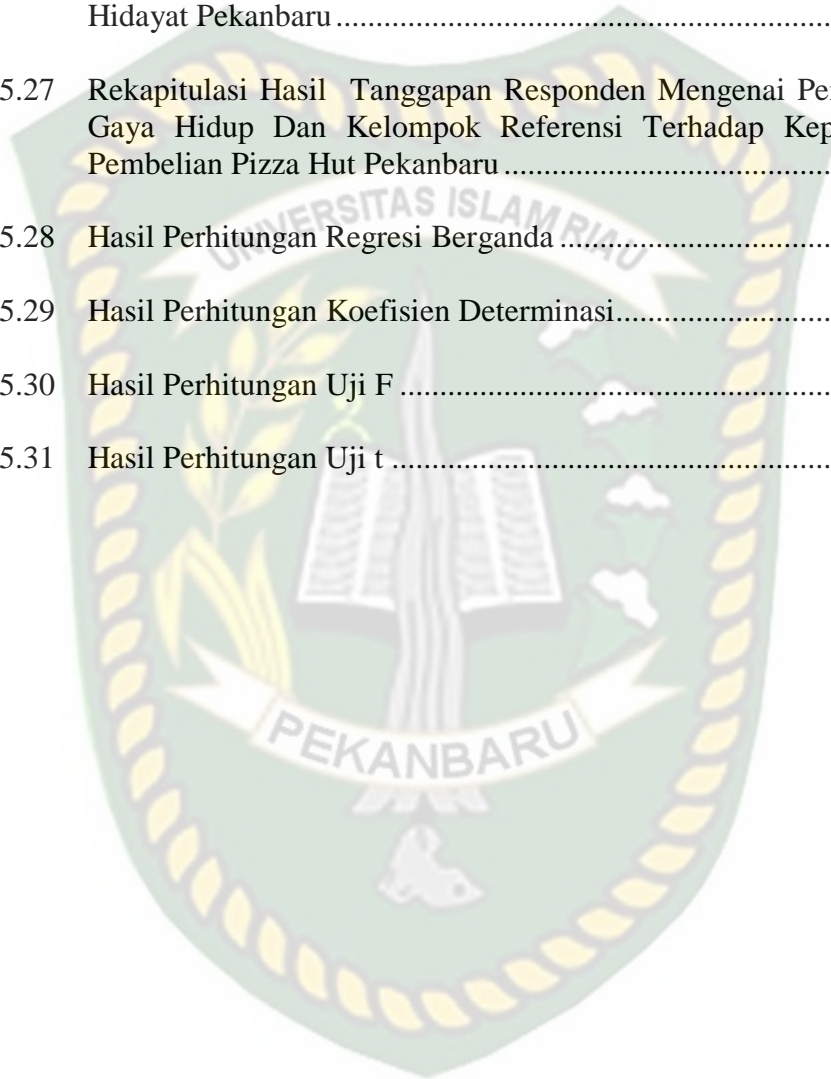 Hidayat Pekanbaru ................................................................
5.27 Rekapitulasi Hasil Tanggapan Responden Mengenai Pe
Gaya Hidup Dan Kelompok Referensi Terhadap Kep
Pembelian Pizza Hut Pekanbaru ................................................................
UNIVERSITAS ISLAM RIAU
5.28 Hasil Perhitungan Regresi Berganda ................................................................
5.29 Hasil Perhitungan Koefisien Determinasi................................................................
5.30 Hasil Perhitungan Uji F ................................................................
5.31 Hasil Perhitungan Uji t ................................................................
PEKANBARU